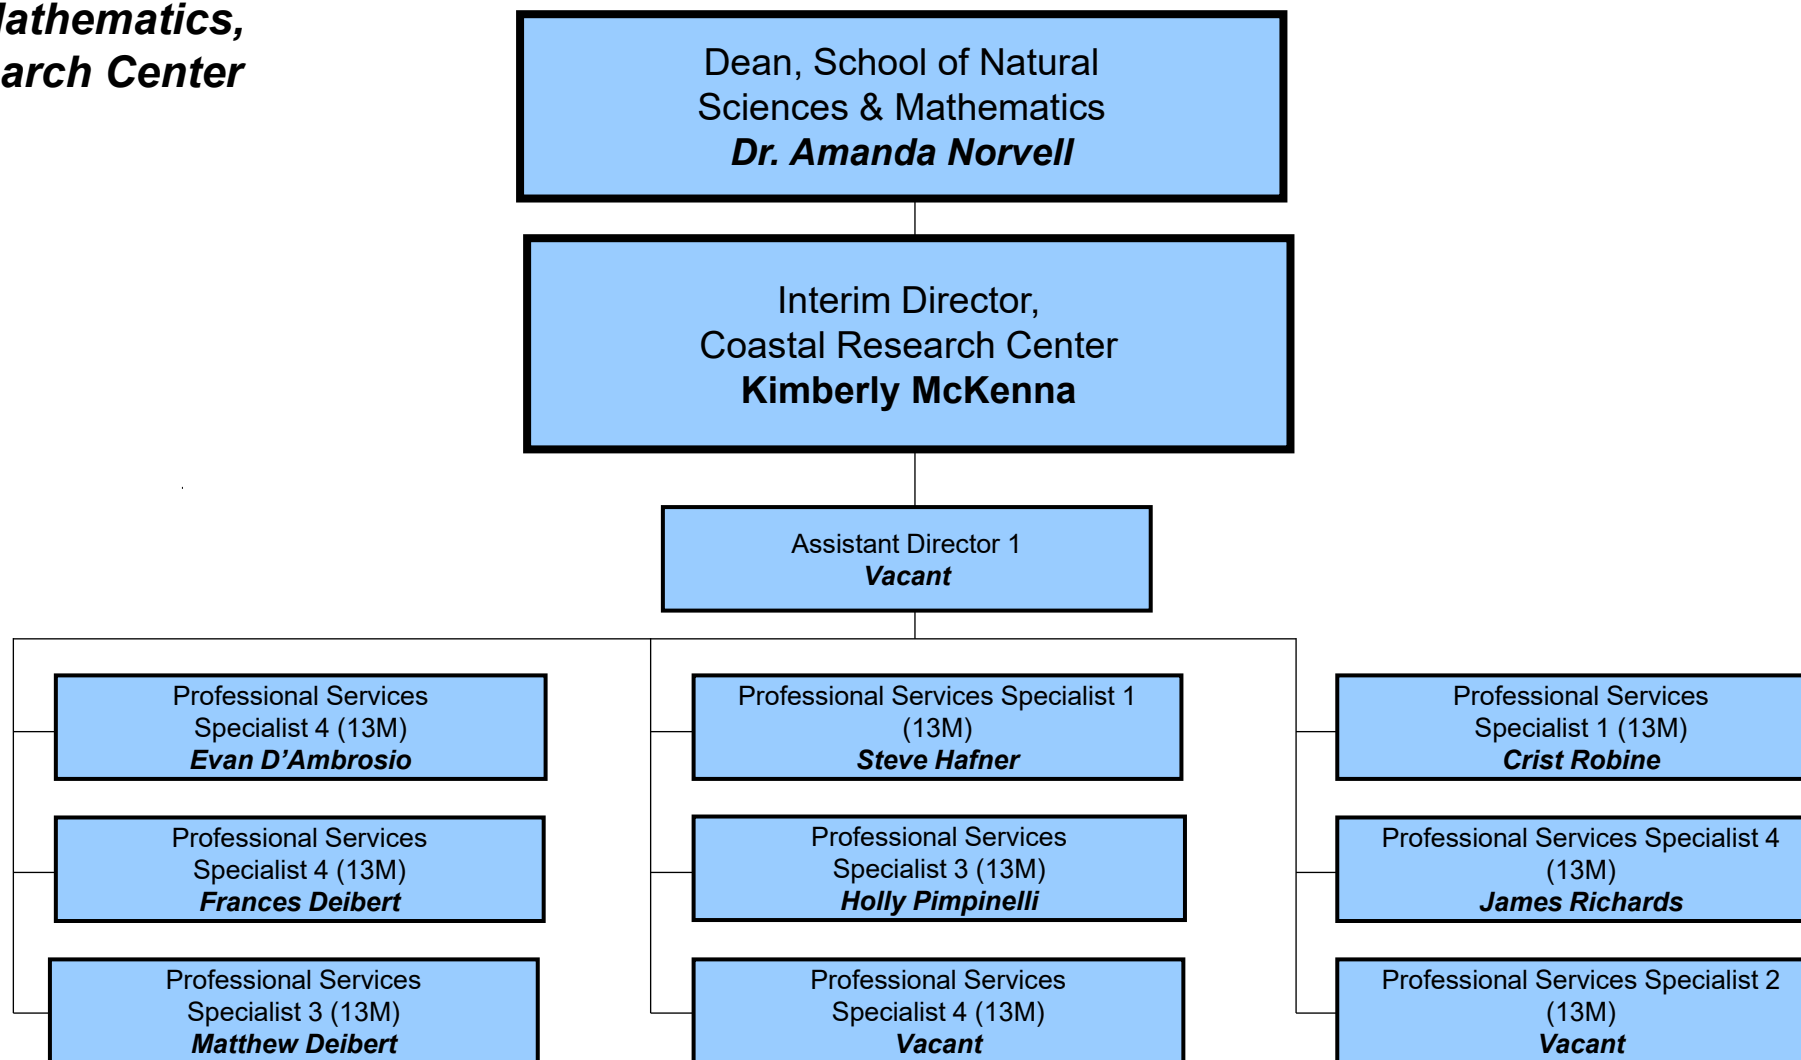 Mathematics,
arch Center
Dean, School of Natural
Sciences & Mathematics
Dr. Amanda Norvell
Interim Director,
Coastal Research Center
Kimberly McKenna
Assistant Director 1
Vacant
Professional Services
Specialist 4 (13M)
Evan D’Ambrosio
Professional Services
Specialist 4 (13M)
Frances Deibert
Professional Services
Specialist 3 (13M)
Matthew Deibert
Professional Services Specialist 1
(13M)
Steve Hafner
Professional Services
Specialist 3 (13M)
Holly Pimpinelli
Professional Services
Specialist 4 (13M)
Vacant
Professional Services
Specialist 1 (13M)
Crist Robine
Professional Services Specialist 4
(13M)
James Richards
Professional Services Specialist 2
(13M)
Vacant